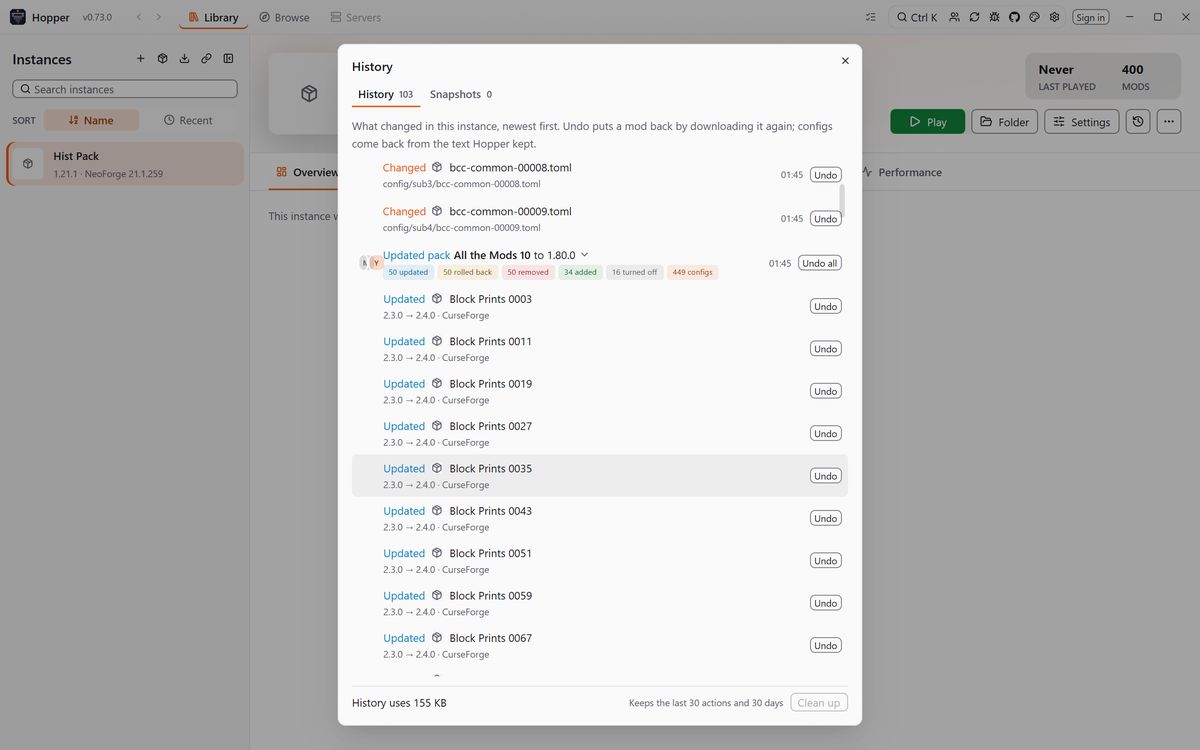 Hopper v0.73.0 Library Browse Servers Ctrl K Sign in
Instances
Search instances
SORT Name Recent
Hist Pack
1.21.1 · NeoForge 21.1.259
Never 400
LAST PLAYED MODS
Play Folder Settings
Overview Performance
This instance
History
History 103 Snapshots 0
What changed in this instance, newest first. Undo puts a mod back by downloading it again; configs
come back from the text Hopper kept.
Changed bcc-common-00008.toml 01:45 Undo
config/sub3/bcc-common-00008.toml
Changed bcc-common-00009.toml 01:45 Undo
config/sub4/bcc-common-00009.toml
Y Updated pack All the Mods 10 to 1.80.0 01:45 Undo all
50 updated 50 rolled back 50 removed 34 added 16 turned off 449 configs
Updated Block Prints 0003 Undo
2.3.0 → 2.4.0 · CurseForge
Updated Block Prints 0011 Undo
2.3.0 → 2.4.0 · CurseForge
Updated Block Prints 0019 Undo
2.3.0 → 2.4.0 · CurseForge
Updated Block Prints 0027 Undo
2.3.0 → 2.4.0 · CurseForge
Updated Block Prints 0035 Undo
2.3.0 → 2.4.0 · CurseForge
Updated Block Prints 0043 Undo
2.3.0 → 2.4.0 · CurseForge
Updated Block Prints 0051 Undo
2.3.0 → 2.4.0 · CurseForge
Updated Block Prints 0059 Undo
2.3.0 → 2.4.0 · CurseForge
Updated Block Prints 0067 Undo
2.3.0 → 2.4.0 · CurseForge
History uses 155 KB Keeps the last 30 actions and 30 days Clean up